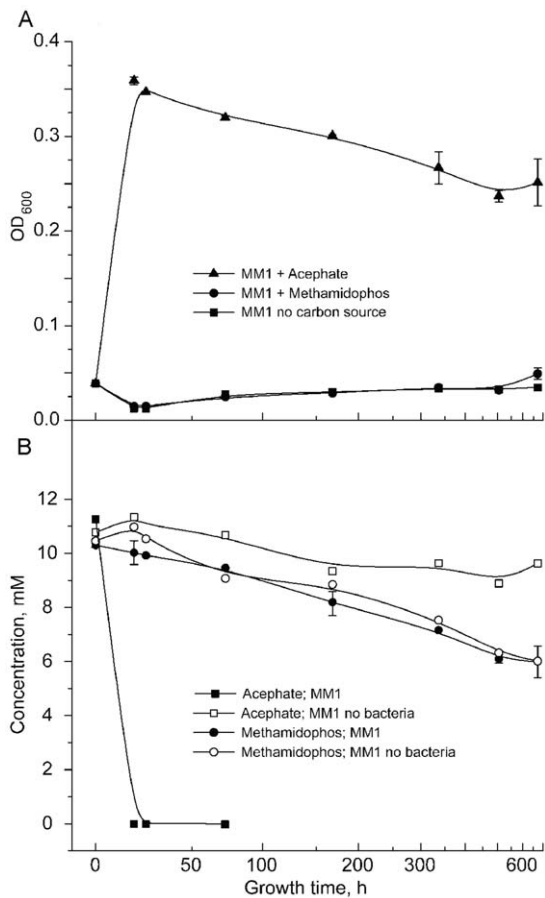 A
0.4
0.3
OD600
0.2
MM1 + Acephate
MM1 + Methamidophos
0.1
MM1 no carbon source
0.0
B
12
10
8
Concentration, mM
6
4
Acephate; MM1
Acephate; MM1 no bacteria
Methamidophos; MM1
2
Methamidophos; MM1 no bacteria
0
0 50 100 200 300 400 600
Growth time, h